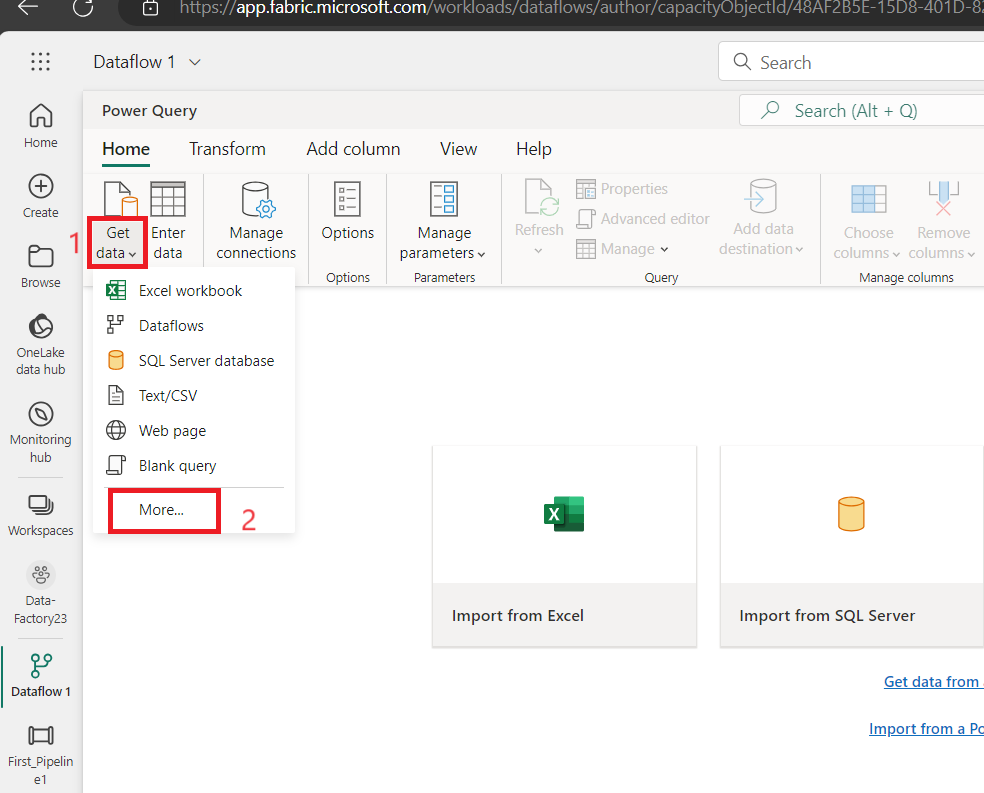 https://app.fabric.microsoft.com/workloads/dataflows/author/capacityObjectId/48AF2B5E-15D8-401D-82
Dataflow 1
Search
Power Query
Search (Alt + Q)
Home
Transform
Add column
View
Help
Get
data
Enter
data
Manage
connections
Options
Options
Manage
parameters
Parameters
Refresh
Properties
Advanced editor
Manage
Add data
destination
Query
Choose
columns
Remove
columns
Manage columns
1
Excel workbook
Dataflows
SQL Server database
Text/CSV
Web page
Blank query
More...
2
Home
Create
Browse
OneLake
data hub
Monitoring
hub
Workspaces
Data-
Factory23
Dataflow 1
First_Pipelin
e1
Import from Excel
Import from SQL Server
Get data from
Import from a